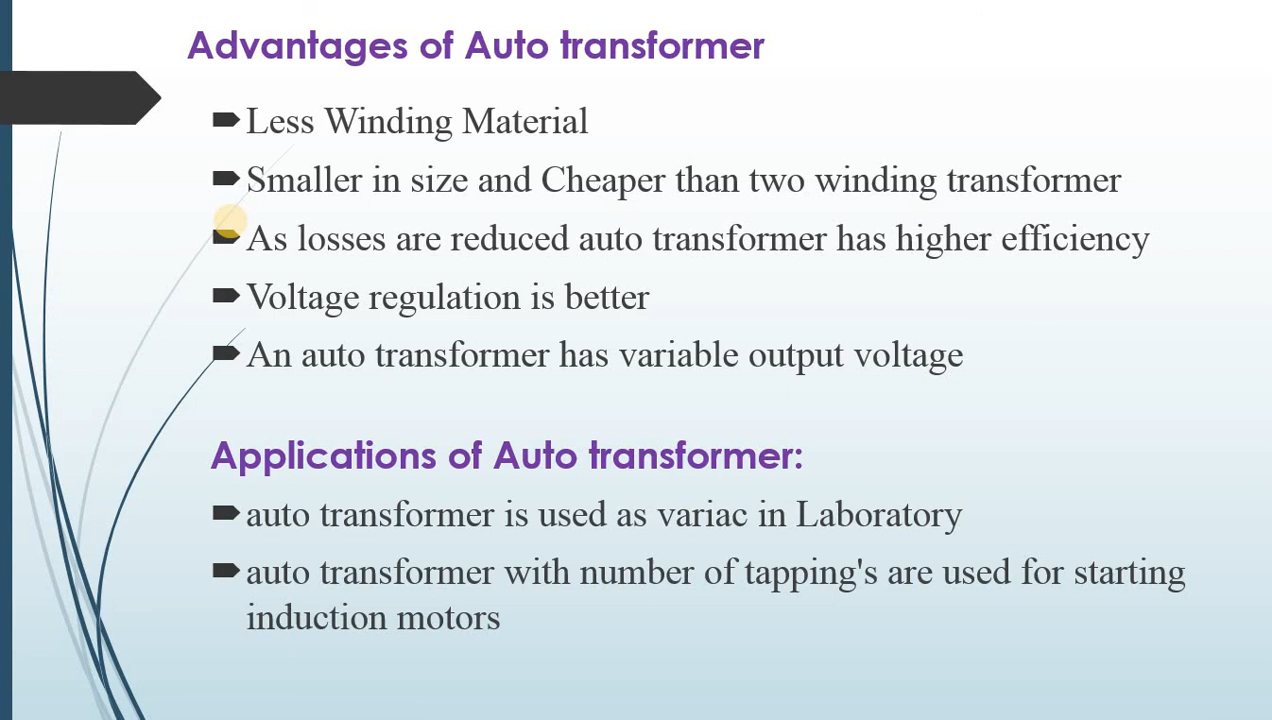 Advantages of Auto transformer
Less Winding Material
Smaller in size and Cheaper than two winding transformer
As losses are reduced auto transformer has higher efficiency
Voltage regulation is better
An auto transformer has variable output voltage
Applications of Auto transformer:
auto transformer is used as variac in Laboratory
auto transformer with number of tapping's are used for starting
induction motors